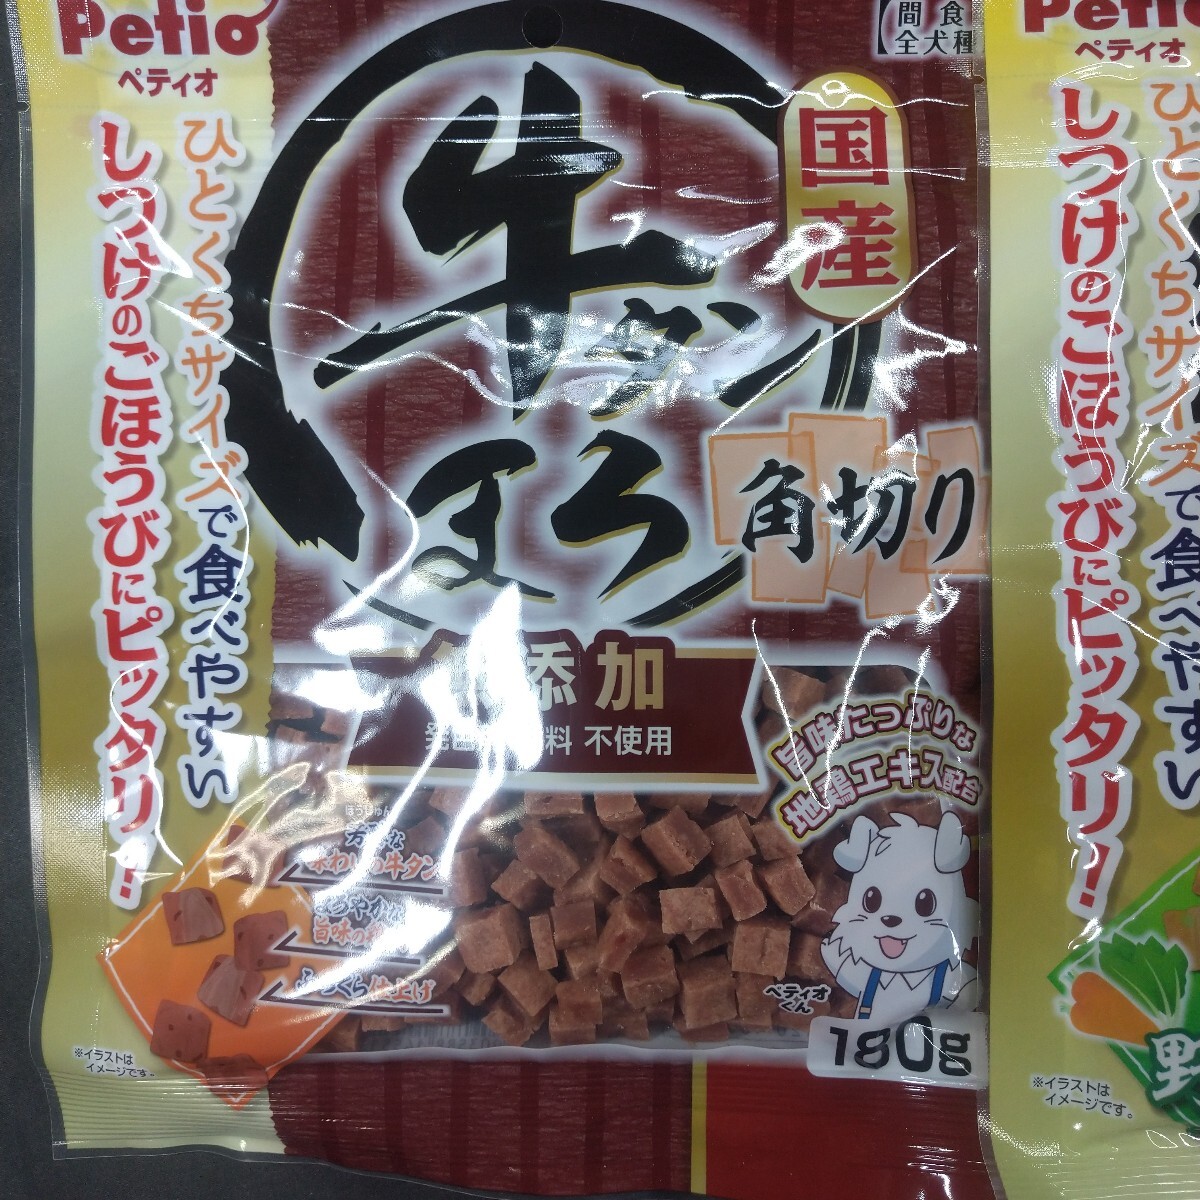 Petio
ペティオ
【間食
全犬種
ひとくちサイズで食べやすい
しつけのごほうびにピッタリ!
国産
牛タン
ほろ
角切り
添加
料 不使用
旨味たっぷりな
地鶏エキス配合
ほうじゅん
味わいの牛タン
旨味の
ふっくら仕上げ
ペティオくん
180g
※イラストは
イメージです。
Petio
ペティオ
ひとくちサイズで食べやすい
しつけのごほうびにピッタリ!
野
※イラストは
イメージです。